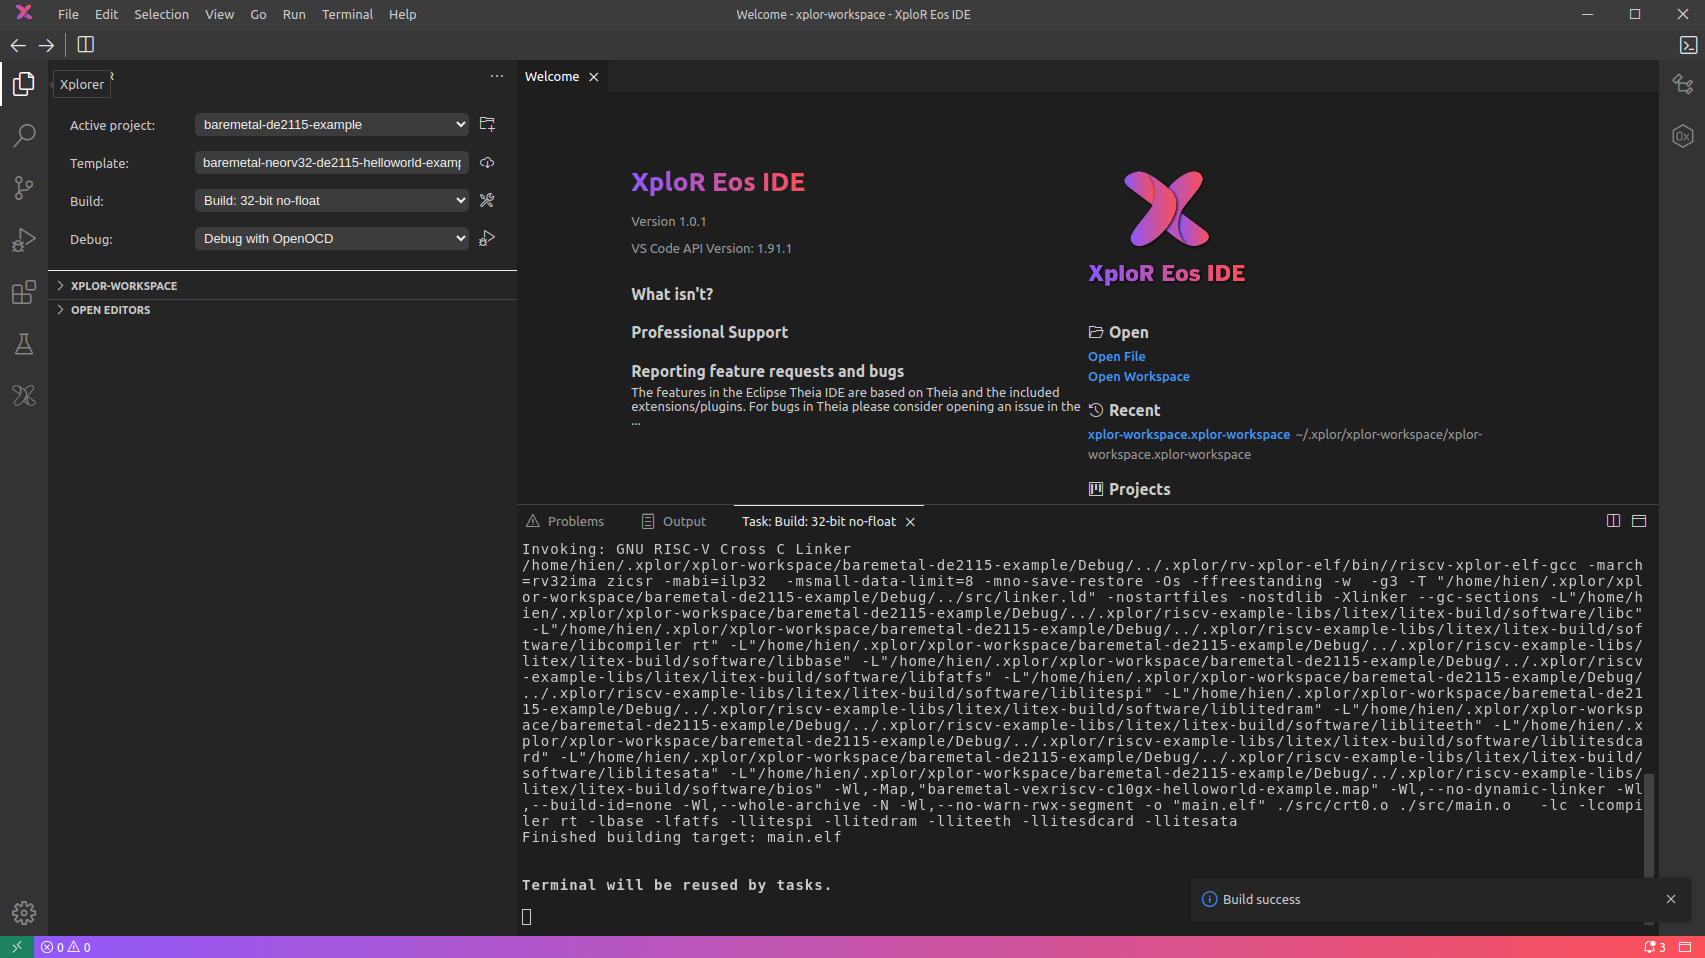 File Edit Selection View Go Run Terminal Help
Welcome - xplor-workspace - XploR Eos IDE
Xplorer
Active project: baremetal-de2115-example
Template: baremetal-neorv32-de2115-helloworld-examp
Build: Build: 32-bit no-float
Debug: Debug with OpenOCD
XPLOR-WORKSPACE
OPEN EDITORS
Welcome
XploR Eos IDE
Version 1.0.1
VS Code API Version: 1.91.1
What isn't?
Professional Support
Reporting feature requests and bugs
The features in the Eclipse Theia IDE are based on Theia and the included
extensions/plugins. For bugs in Theia please consider opening an issue in the
...
XploR Eos IDE
Open
Open File
Open Workspace
Recent
xplor-workspace.xplor-workspace ~/.xplor/xplor-workspace/xplor-
workspace.xplor-workspace
Projects
0x
Problems Output Task: Build: 32-bit no-float
Invoking: GNU RISC-V Cross C Linker
/home/hien/.xplor/xplor-workspace/baremetal-de2115-example/Debug/../.xplor/rv-xplor-elf/bin//riscv-xplor-elf-gcc -march
=rv32ima zicsr -mabi=ilp32  -msmall-data-limit=8 -mno-save-restore -Os -ffreestanding -w  -g3 -T "/home/hien/.xplor/xpl
or-workspace/baremetal-de2115-example/Debug/../src/linker.ld" -nostartfiles -nostdlib -Xlinker --gc-sections -L"/home/h
ien/.xplor/xplor-workspace/baremetal-de2115-example/Debug/../.xplor/riscv-example-libs/litex/litex-build/software/libc"
-L"/home/hien/.xplor/xplor-workspace/baremetal-de2115-example/Debug/../.xplor/riscv-example-libs/litex/litex-build/sof
tware/libcompiler rt" -L"/home/hien/.xplor/xplor-workspace/baremetal-de2115-example/Debug/../.xplor/riscv-example-libs/
litex/litex-build/software/libbase" -L"/home/hien/.xplor/xplor-workspace/baremetal-de2115-example/Debug/../.xplor/riscv
-example-libs/litex/litex-build/software/libfatfs" -L"/home/hien/.xplor/xplor-workspace/baremetal-de2115-example/Debug/
../.xplor/riscv-example-libs/litex/litex-build/software/liblitespi" -L"/home/hien/.xplor/xplor-workspace/baremetal-de21
15-example/Debug/../.xplor/riscv-example-libs/litex/litex-build/software/liblitedram" -L"/home/hien/.xplor/xplor-worksp
ace/baremetal-de2115-example/Debug/../.xplor/riscv-example-libs/litex/litex-build/software/libliteeth" -L"/home/hien/.x
plor/xplor-workspace/baremetal-de2115-example/Debug/../.xplor/riscv-example-libs/litex/litex-build/software/liblitesdca
rd" -L"/home/hien/.xplor/xplor-workspace/baremetal-de2115-example/Debug/../.xplor/riscv-example-libs/litex/litex-build/
software/liblitesata" -L"/home/hien/.xplor/xplor-workspace/baremetal-de2115-example/Debug/../.xplor/riscv-example-libs/
litex/litex-build/software/bios" -Wl,-Map,"baremetal-vexriscv-c10gx-helloworld-example.map" -Wl,--no-dynamic-linker -Wl
,--build-id=none -Wl,--whole-archive -N -Wl,--no-warn-rwx-segment -o "main.elf" ./src/crt0.o ./src/main.o   -lc -lcompi
ler rt -lbase -lfatfs -llitespi -llitedram -lliteeth -llitesdcard -llitesata
Finished building target: main.elf
Terminal will be reused by tasks.
Build success
0 0
3